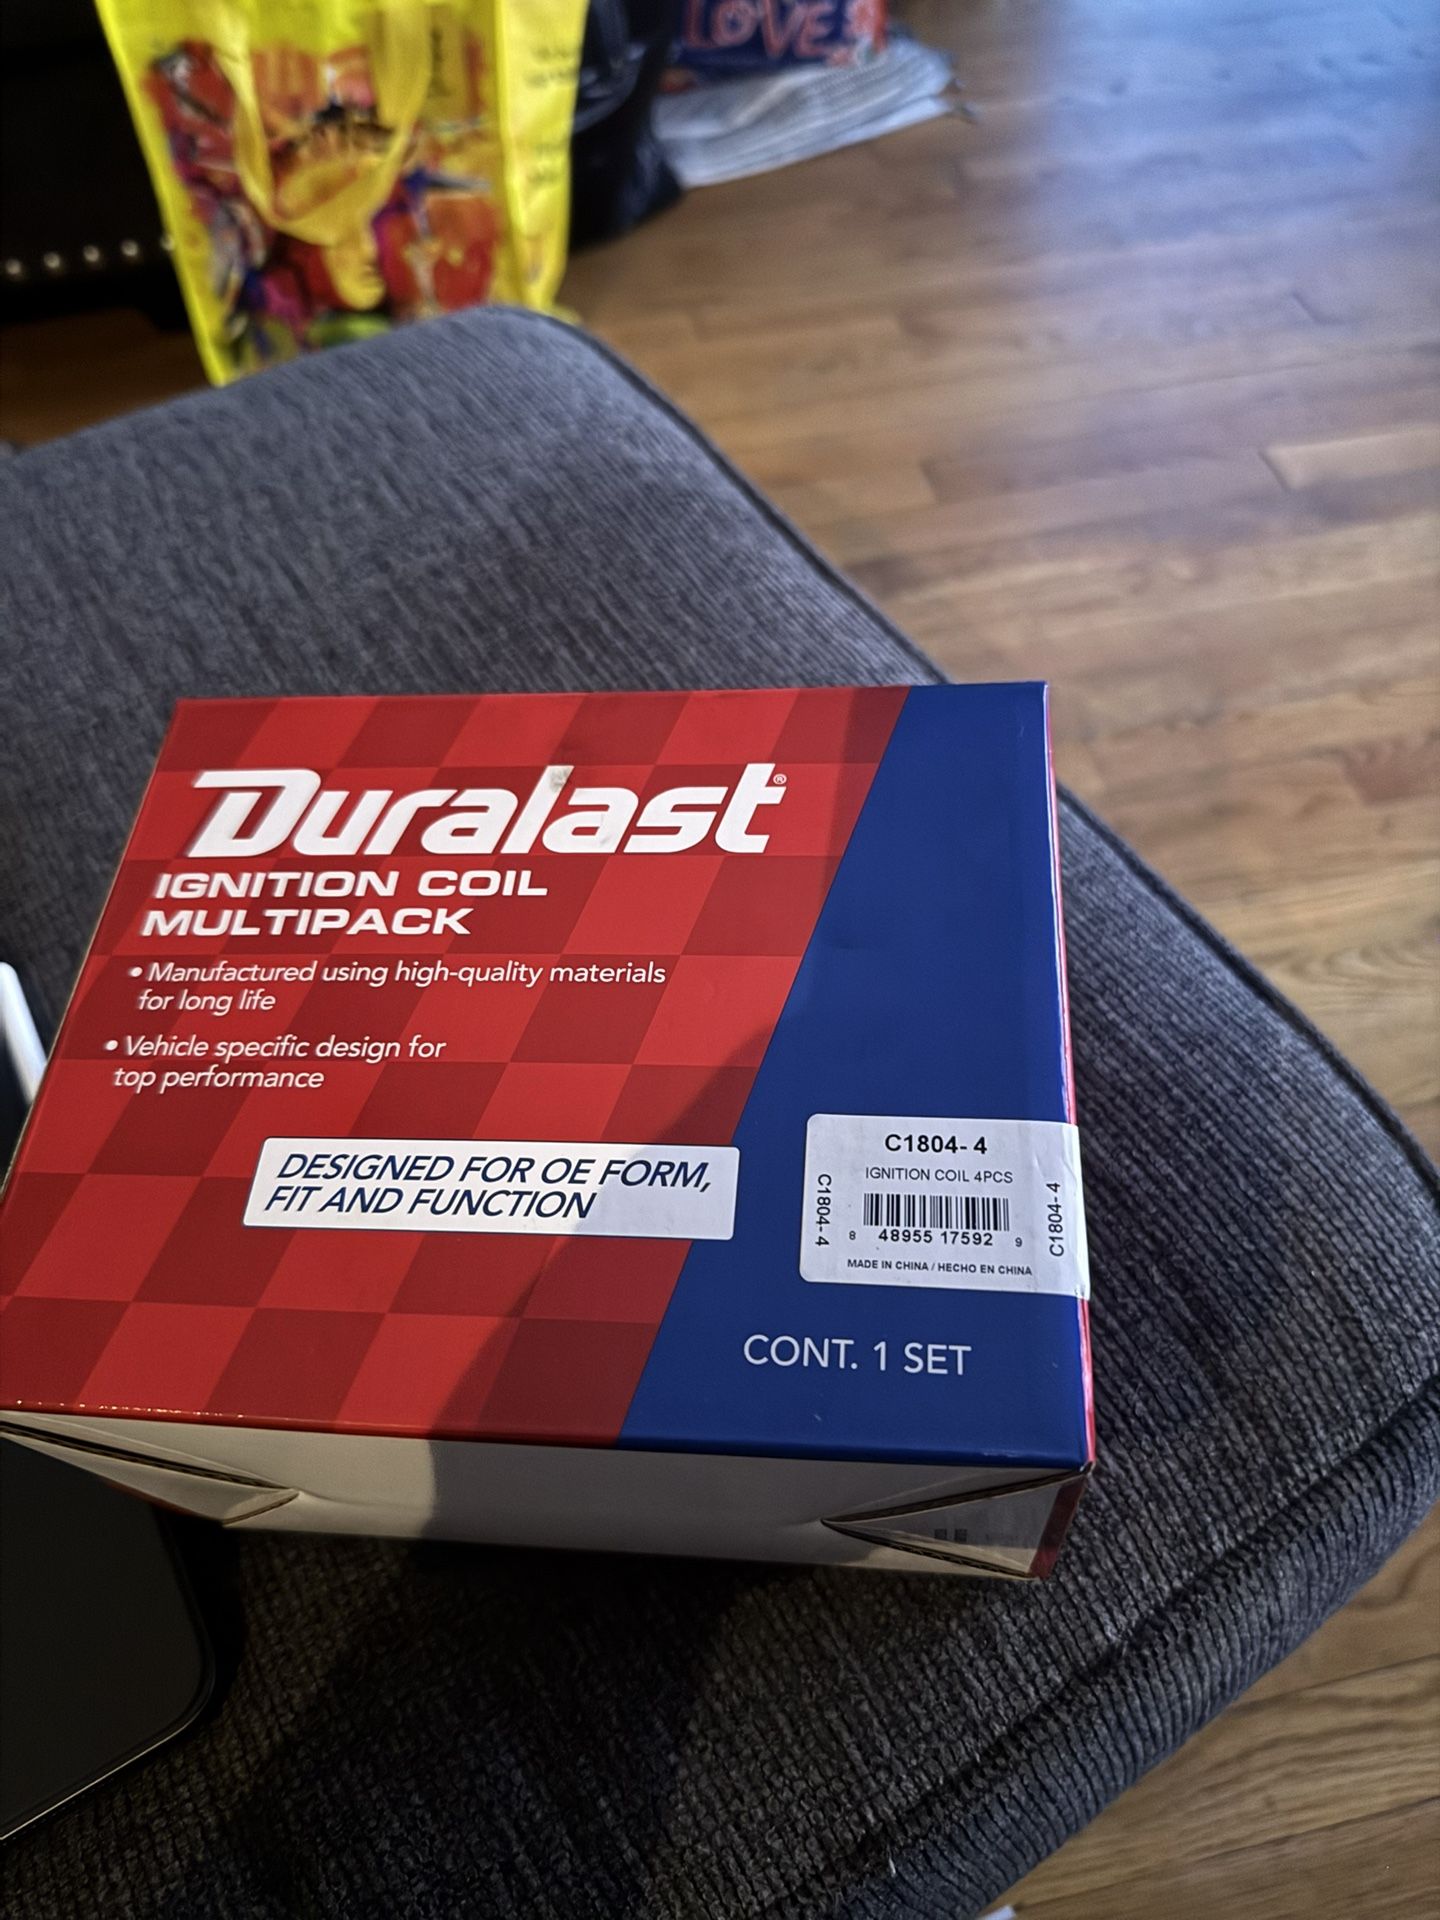 LOVE
Duralast®
IGNITION COIL
MULTIPACK
• Manufactured using high-quality materials
for long life
• Vehicle specific design for
top performance
DESIGNED FOR OE FORM,
FIT AND FUNCTION
C1804-4
IGNITION COIL 4PCS
C1804-4
C1804-4
8 48955 17592 9
MADE IN CHINA / HECHO EN CHINA
CONT. 1 SET